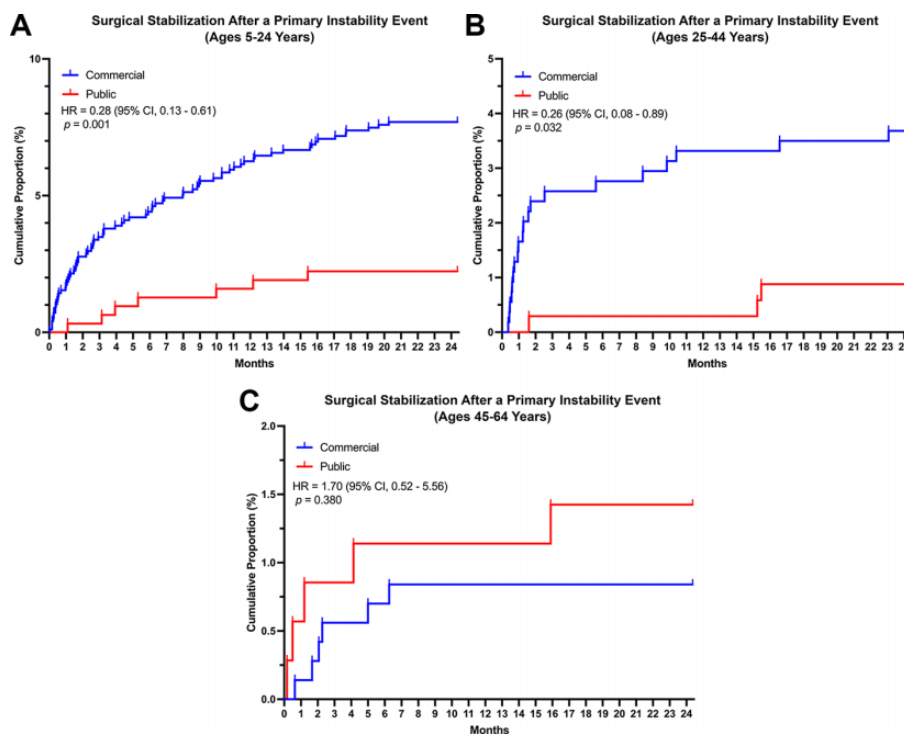 A
Surgical Stabilization After a Primary Instability Event
(Ages 5-24 Years)
10
5
0
Cumulative Proportion (%)
Commercial
Public
HR = 0.28 (95% CI, 0.13 - 0.61)
p = 0.001
0 1 2 3 4 5 6 7 8 9 10 11 12 13 14 15 16 17 18 19 20 21 22 23 24
Months
B
Surgical Stabilization After a Primary Instability Event
(Ages 25-44 Years)
5
4
3
2
1
0
Cumulative Proportion (%)
Commercial
Public
HR = 0.26 (95% CI, 0.08 - 0.89)
p = 0.032
0 1 2 3 4 5 6 7 8 9 10 11 12 13 14 15 16 17 18 19 20 21 22 23
Months
C
Surgical Stabilization After a Primary Instability Event
(Ages 45-64 Years)
2.0
1.5
1.0
0.5
0.0
Cumulative Proportion (%)
Commercial
Public
HR = 1.70 (95% CI, 0.52 - 5.56)
p = 0.380
0 1 2 3 4 5 6 7 8 9 10 11 12 13 14 15 16 17 18 19 20 21 22 23 24
Months